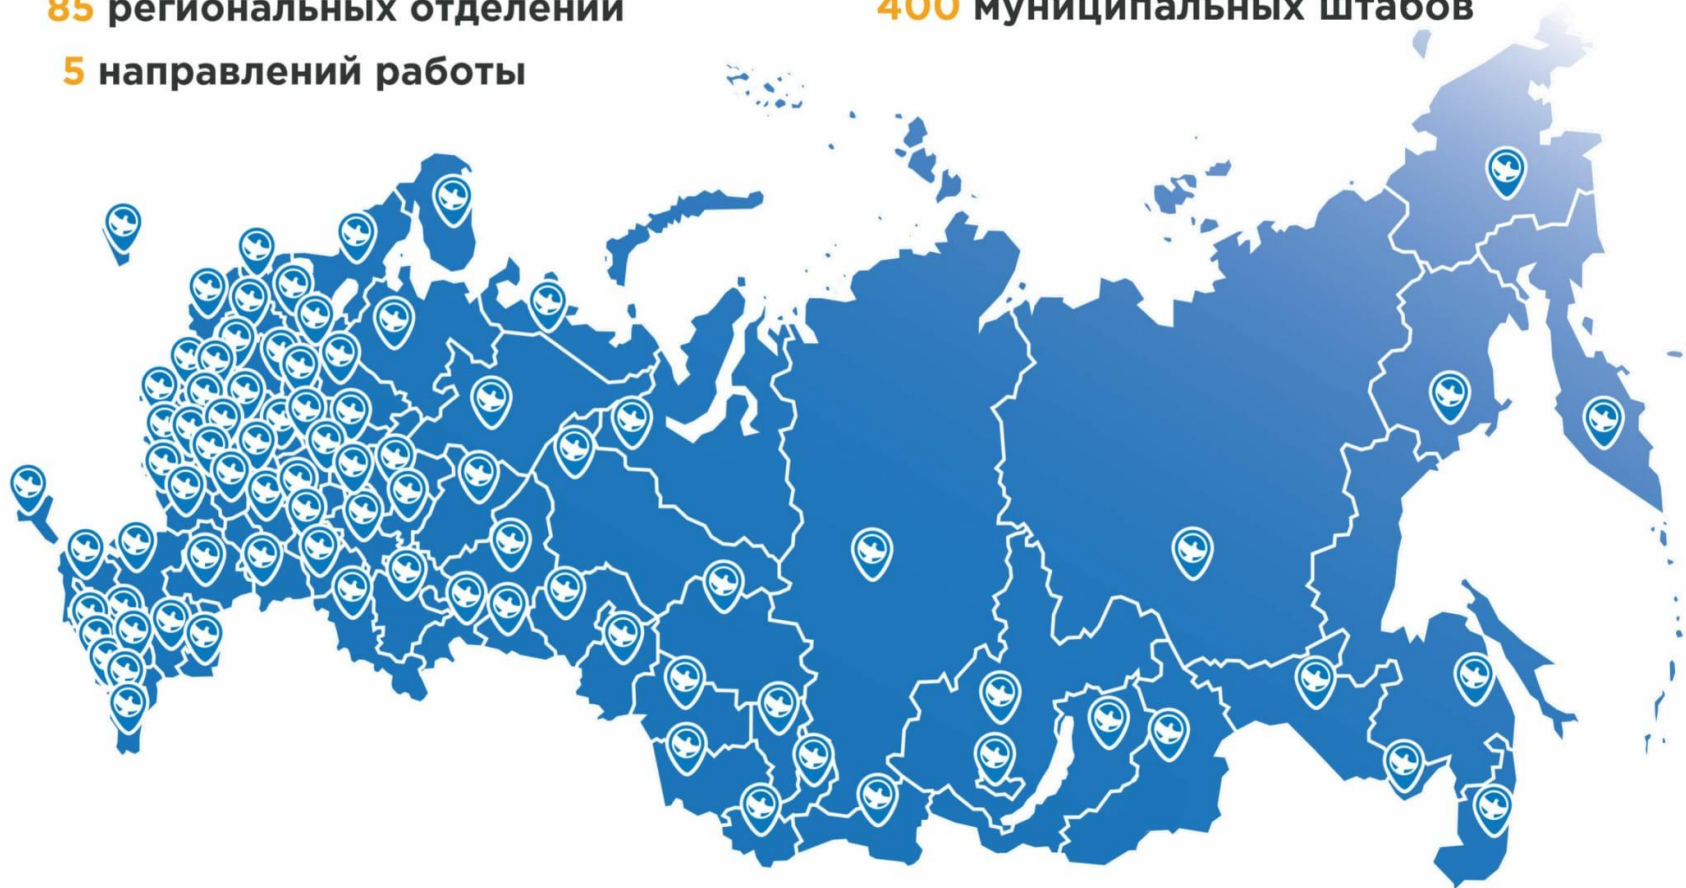 85 региональных отделений
400 муниципальных штабов
5 направлений работы